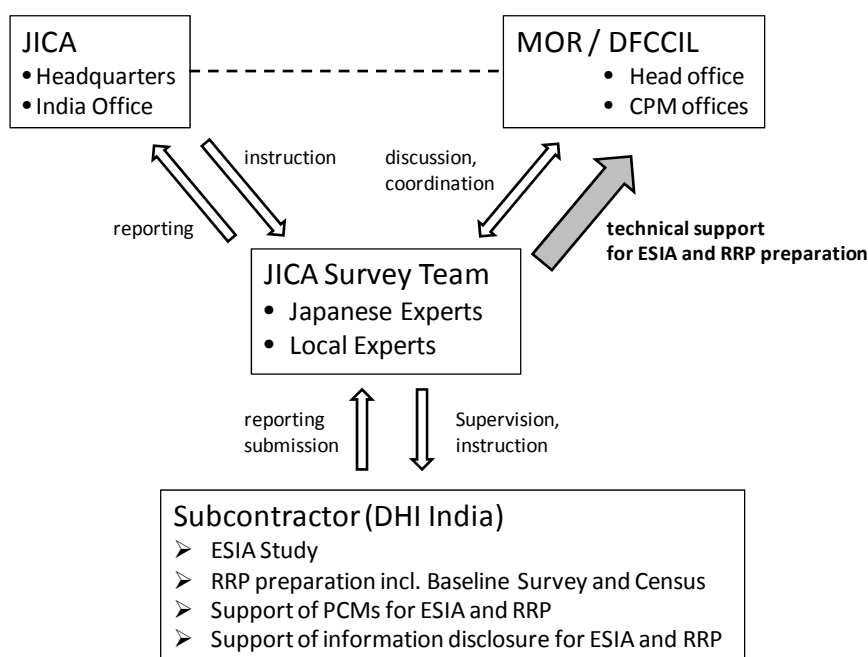 JICA
• Headquarters
• India Office
MOR / DFCCIL
• Head office
• CPM offices
instruction
reporting
discussion,
coordination
technical support
for ESIA and RRP preparation
JICA Survey Team
• Japanese Experts
• Local Experts
reporting
submission
Supervision,
instruction
Subcontractor (DHI India)
➢ ESIA Study
➢ RRP preparation incl. Baseline Survey and Census
➢ Support of PCMs for ESIA and RRP
➢ Support of information disclosure for ESIA and RRP